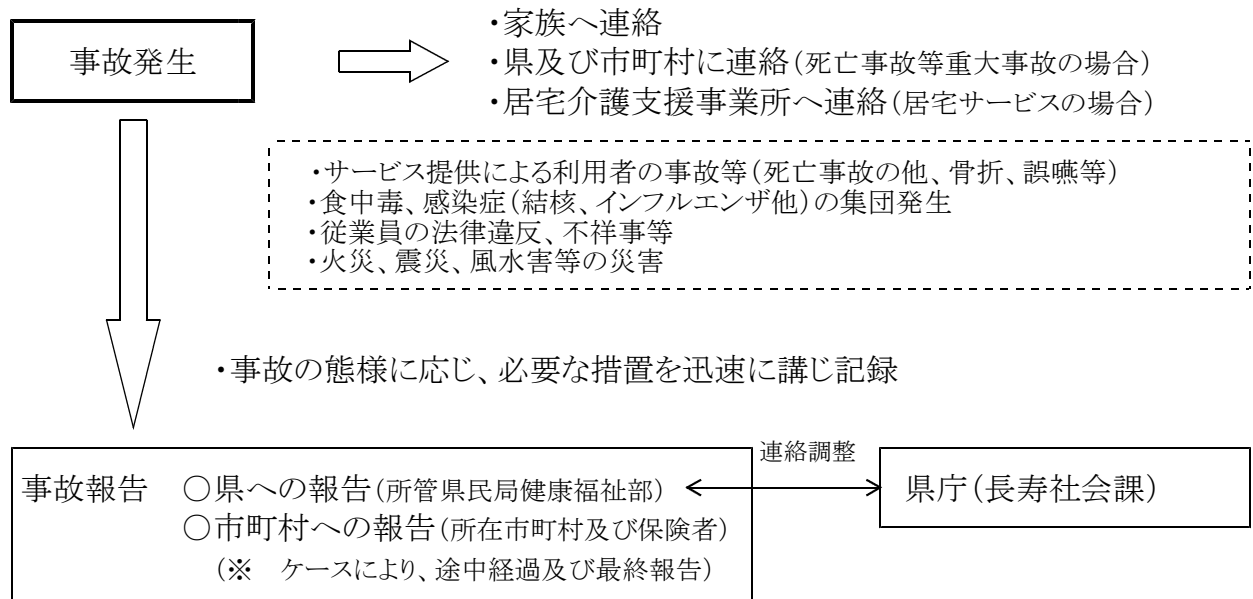 事故発生
・家族へ連絡
・県及び市町村に連絡(死亡事故等重大事故の場合)
・居宅介護支援事業所へ連絡(居宅サービスの場合)
・サービス提供による利用者の事故等(死亡事故の他、骨折、誤嚥等)
・食中毒、感染症(結核、インフルエンザ他)の集団発生
・従業員の法律違反、不祥事等
・火災、震災、風水害等の災害
・事故の態様に応じ、必要な措置を迅速に講じ記録
事故報告 ○県への報告(所管県民局健康福祉部)
○市町村への報告(所在市町村及び保険者)
(※ ケースにより、途中経過及び最終報告)
連絡調整
県庁(長寿社会課)